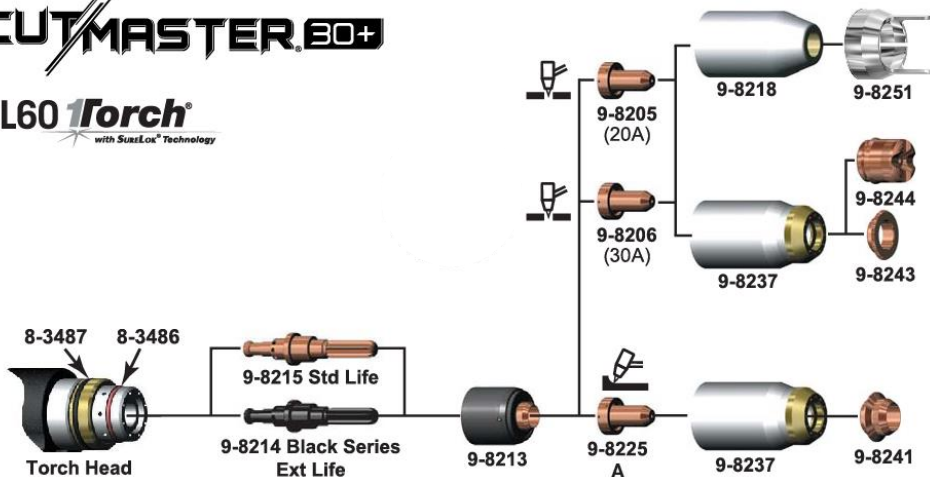 CUTMASTER® 30+
L60 1Torch®
with SURELOK® Technology
9-8205
(20A)
9-8218
9-8251
9-8206
(30A)
9-8237
9-8244
9-8243
8-3487
8-3486
9-8215 Std Life
9-8214 Black Series
Ext Life
Torch Head
9-8213
9-8225
A
9-8237
9-8241